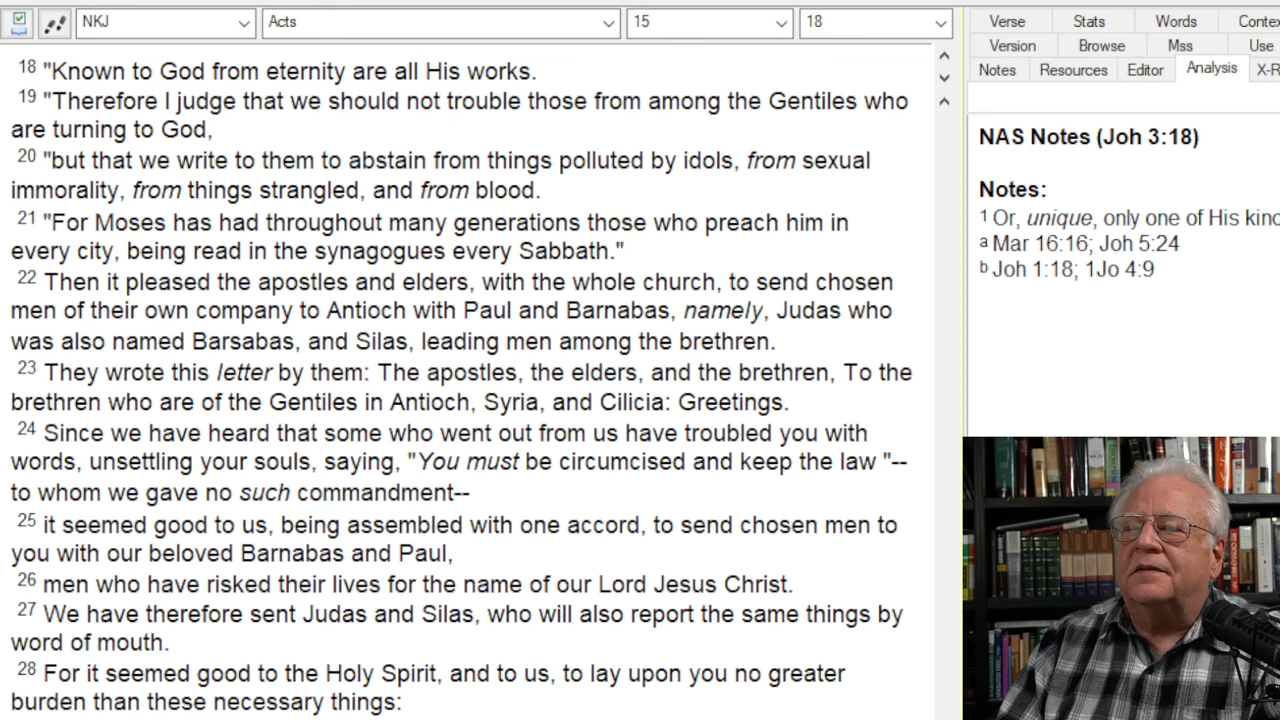 NKJ Acts 15 18
18 "Known to God from eternity are all His works.
19 "Therefore I judge that we should not trouble those from among the Gentiles who
are turning to God,
20 "but that we write to them to abstain from things polluted by idols, from sexual
immorality, from things strangled, and from blood.
21 "For Moses has had throughout many generations those who preach him in
every city, being read in the synagogues every Sabbath."
22 Then it pleased the apostles and elders, with the whole church, to send chosen
men of their own company to Antioch with Paul and Barnabas, namely, Judas who
was also named Barsabas, and Silas, leading men among the brethren.
23 They wrote this letter by them: The apostles, the elders, and the brethren, To the
brethren who are of the Gentiles in Antioch, Syria, and Cilicia: Greetings.
24 Since we have heard that some who went out from us have troubled you with
words, unsettling your souls, saying, "You must be circumcised and keep the law "--
to whom we gave no such commandment--
25 it seemed good to us, being assembled with one accord, to send chosen men to
you with our beloved Barnabas and Paul,
26 men who have risked their lives for the name of our Lord Jesus Christ.
27 We have therefore sent Judas and Silas, who will also report the same things by
word of mouth.
28 For it seemed good to the Holy Spirit, and to us, to lay upon you no greater
burden than these necessary things:
Verse Stats Words Contex
Version Browse Mss Use
Notes Resources Editor Analysis X-R
NAS Notes (Joh 3:18)
Notes:
1 Or, unique, only one of His kind
a Mar 16:16; Joh 5:24
b Joh 1:18; 1Jo 4:9